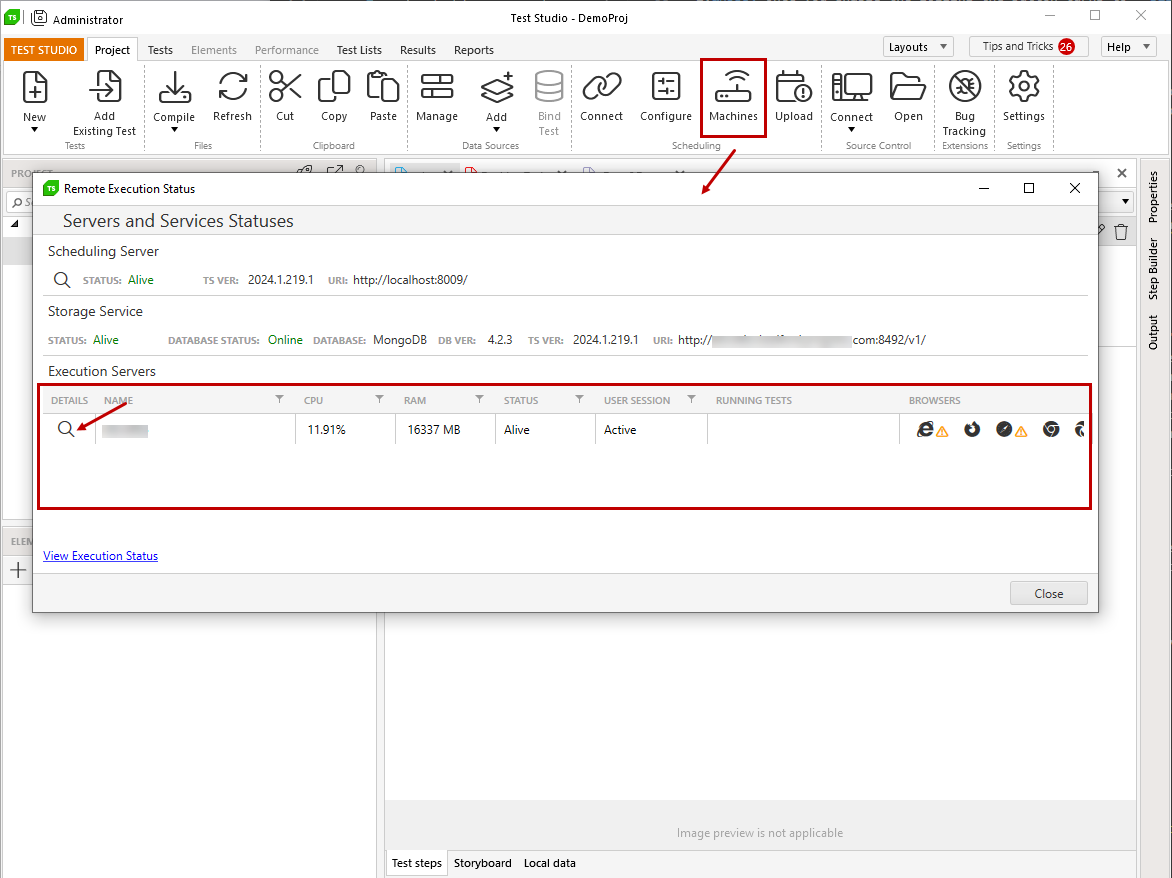 TS Administrator
Test Studio - DemoProj
TEST STUDIO Project Tests Elements Performance Test Lists Results Reports
Layouts Tips and Tricks 26 Help
New Add Existing Test Compile Refresh Cut Copy Paste Manage Add Bind Test Connect Configure Machines Upload Connect Open Bug Tracking Settings
Tests Files Clipboard Data Sources Scheduling Source Control Extensions Settings
TS Remote Execution Status
Servers and Services Statuses
Scheduling Server
STATUS: Alive TS VER: 2024.1.219.1 URI: http://localhost:8009/
Storage Service
STATUS: Alive DATABASE STATUS: Online DATABASE: MongoDB DB VER: 4.2.3 TS VER: 2024.1.219.1 URI: http:// com:8492/v1/
Execution Servers
DETAILS NAME CPU RAM STATUS USER SESSION RUNNING TESTS BROWSERS
11.91% 16337 MB Alive Active
View Execution Status
Close
Properties
Step Builder
Output
Image preview is not applicable
Test steps Storyboard Local data